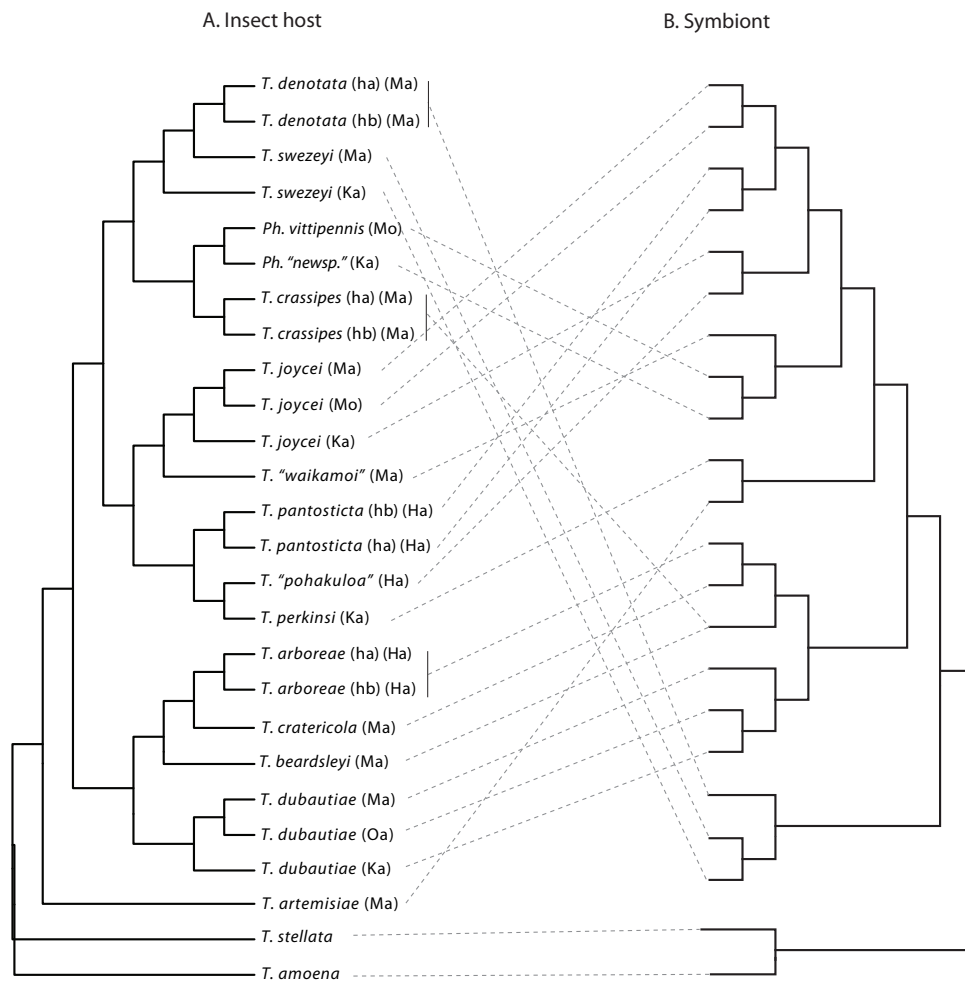 A. Insect host
B. Symbiont
T. denotata (ha) (Ma)
T. denotata (hb) (Ma)
T. swezeyi (Ma)
T. swezeyi (Ka)
Ph. vittipennis (Mo)
Ph. “newsp.” (Ka)
T. crassipes (ha) (Ma)
T. crassipes (hb) (Ma)
T. joycei (Ma)
T. joycei (Mo)
T. joycei (Ka)
T. “waikamoi” (Ma)
T. pantosticta (hb) (Ha)
T. pantosticta (ha) (Ha)
T. “pohakuloa” (Ha)
T. perkinsi (Ka)
T. arboreae (ha) (Ha)
T. arboreae (hb) (Ha)
T. cratericola (Ma)
T. beardsleyi (Ma)
T. dubautiae (Ma)
T. dubautiae (Oa)
T. dubautiae (Ka)
T. artemisiae (Ma)
T. stellata
T. amoena